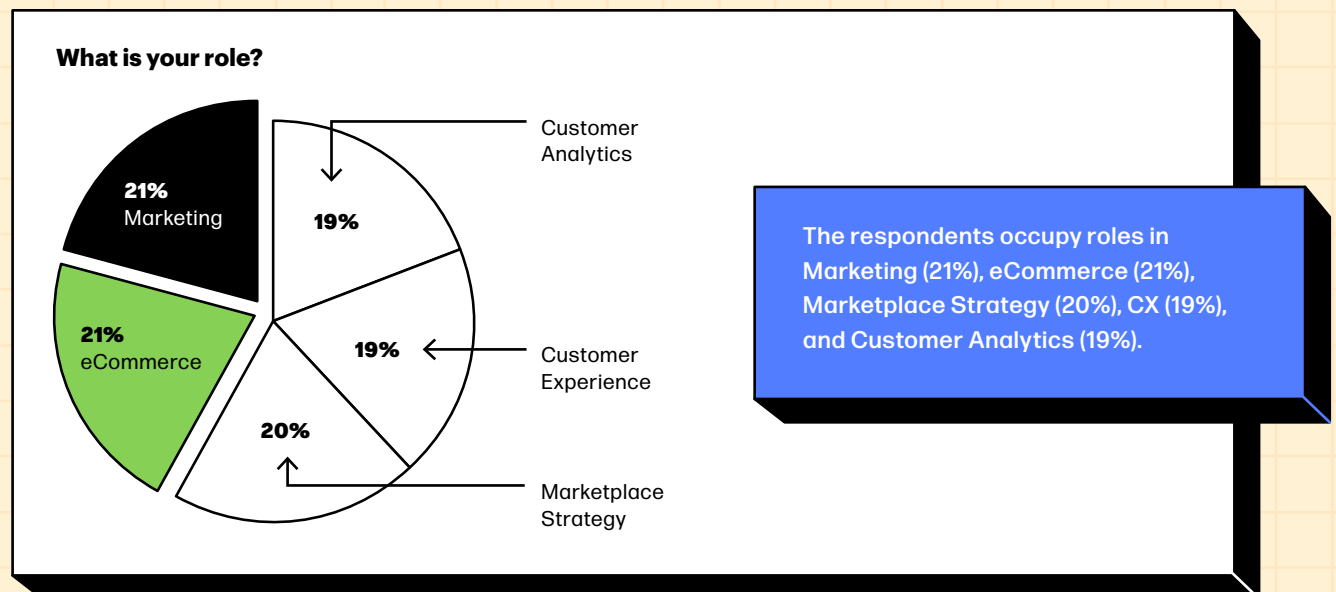 What is your role?
21%
Marketing
21%
eCommerce
19%
Customer
Analytics
19%
Customer
Experience
20%
Marketplace
Strategy
The respondents occupy roles in
Marketing (21%), eCommerce (21%),
Marketplace Strategy (20%), CX (19%),
and Customer Analytics (19%).